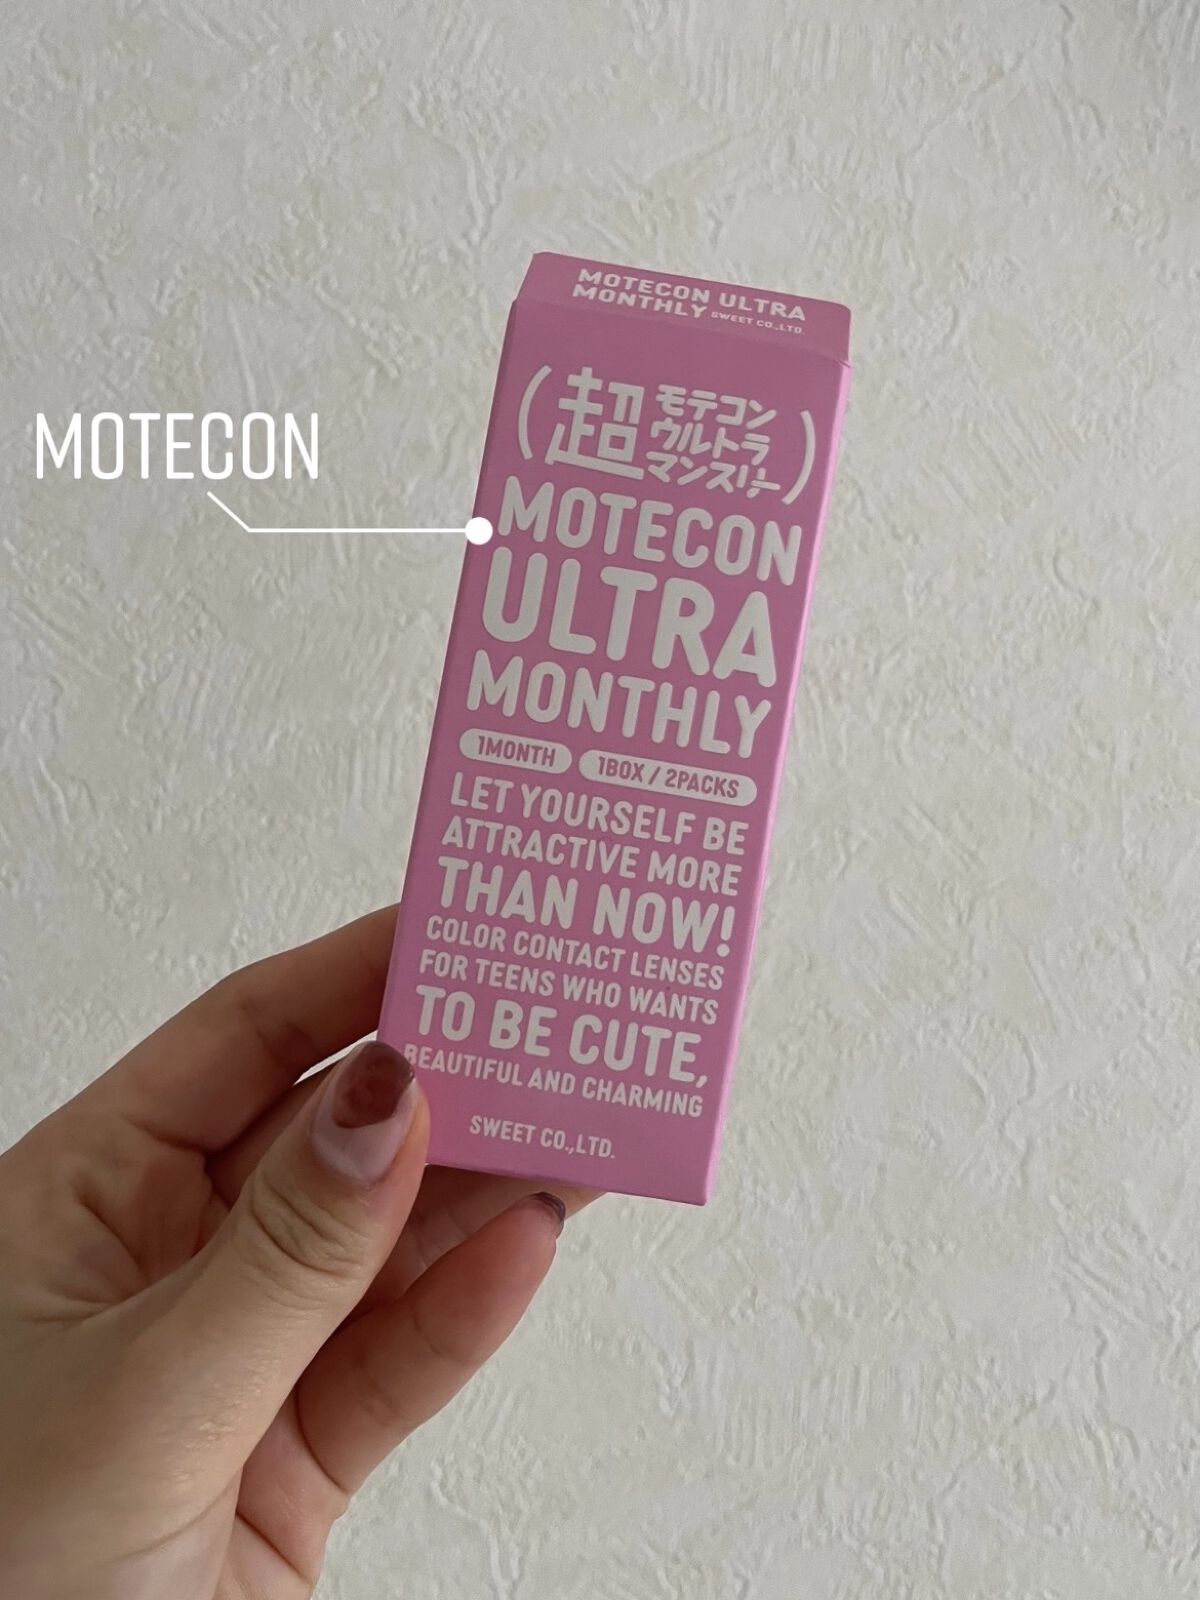 MOTECON ULTRA
MONTHLY SWEET CO.,LTD.
(超 モテコン
ウルトラ
マンスリー)
MOTECON
MOTECON
ULTRA
MONTHLY
1MONTH 1BOX / 2PACKS
LET YOURSELF BE
ATTRACTIVE MORE
THAN NOW!
COLOR CONTACT LENSES
FOR TEENS WHO WANTS
TO BE CUTE,
BEAUTIFUL AND CHARMING
SWEET CO.,LTD.